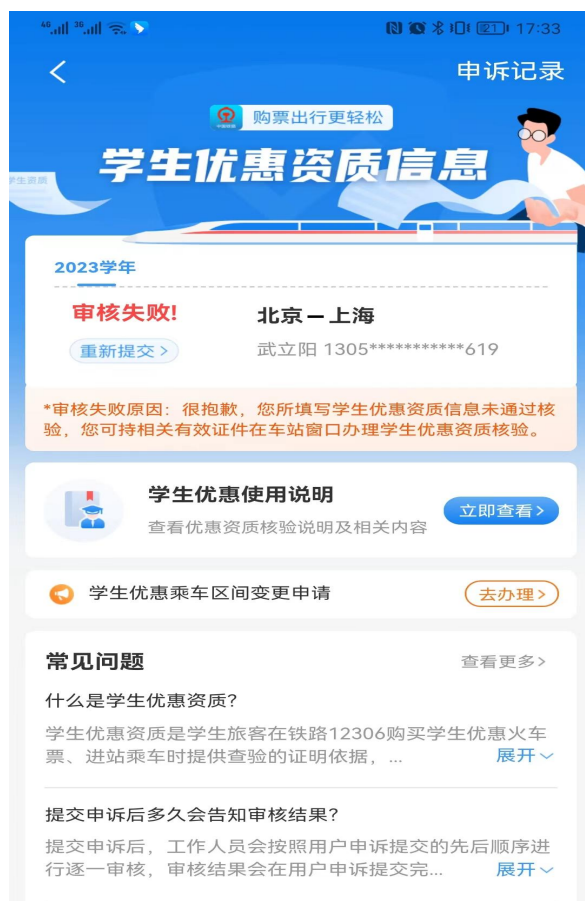 4G 3G 21 17:33
申诉记录
购票出行更轻松
学生优惠资质信息
2023学年
审核失败!
北京－上海
重新提交>
武立阳 1305***********619
*审核失败原因：很抱歉，您所填写学生优惠资质信息未通过核
验，您可持相关有效证件在车站窗口办理学生优惠资质核验。
学生优惠使用说明
查看优惠资质核验说明及相关内容
立即查看>
学生优惠乘车区间变更申请
去办理>
常见问题
查看更多>
什么是学生优惠资质?
学生优惠资质是学生旅客在铁路12306购买学生优惠火车
票、进站乘车时提供查验的证明依据，...
展开
提交申诉后多久会告知审核结果?
提交申诉后，工作人员会按照用户申诉提交的先后顺序进
行逐一审核，审核结果会在用户申诉提交完...
展开